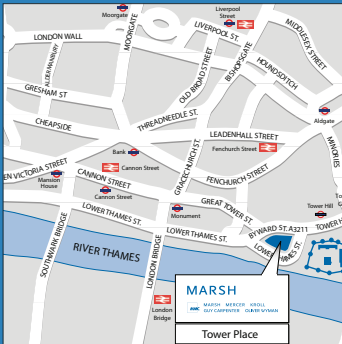 Moorgate
Liverpool
Street
MOORGATE
LIVERPOOL ST.
MIDDLESEX STREET
LONDON WALL
ALDERMANBURY
OLD BROAD STREET
BISHOPSGATE
HOUNDSDITCH
GRESHAM ST
CHEAPSIDE
THREADNEEDLE ST.
Aldgate
LEADENHALL STREET
Fenchurch Street
MINORIES
Bank
Cannon Street
EN VICTORIA STREET
Mansion
House
CANNON STREET
GRACECHURCH ST.
FENCHURCH STREET
Cannon Street
LOWER THAMES ST.
Monument
GREAT TOWER ST.
Tower Hill
LOWER THAMES ST.
BYWARD ST. A3211
TOWER H
SOUTHWARK BRIDGE
RIVER THAMES
LONDON BRIDGE
London
Bridge
MARSH
MMC
MARSH MERCER KROLL
GUY CARPENTER OLIVER WYMAN
Tower Place